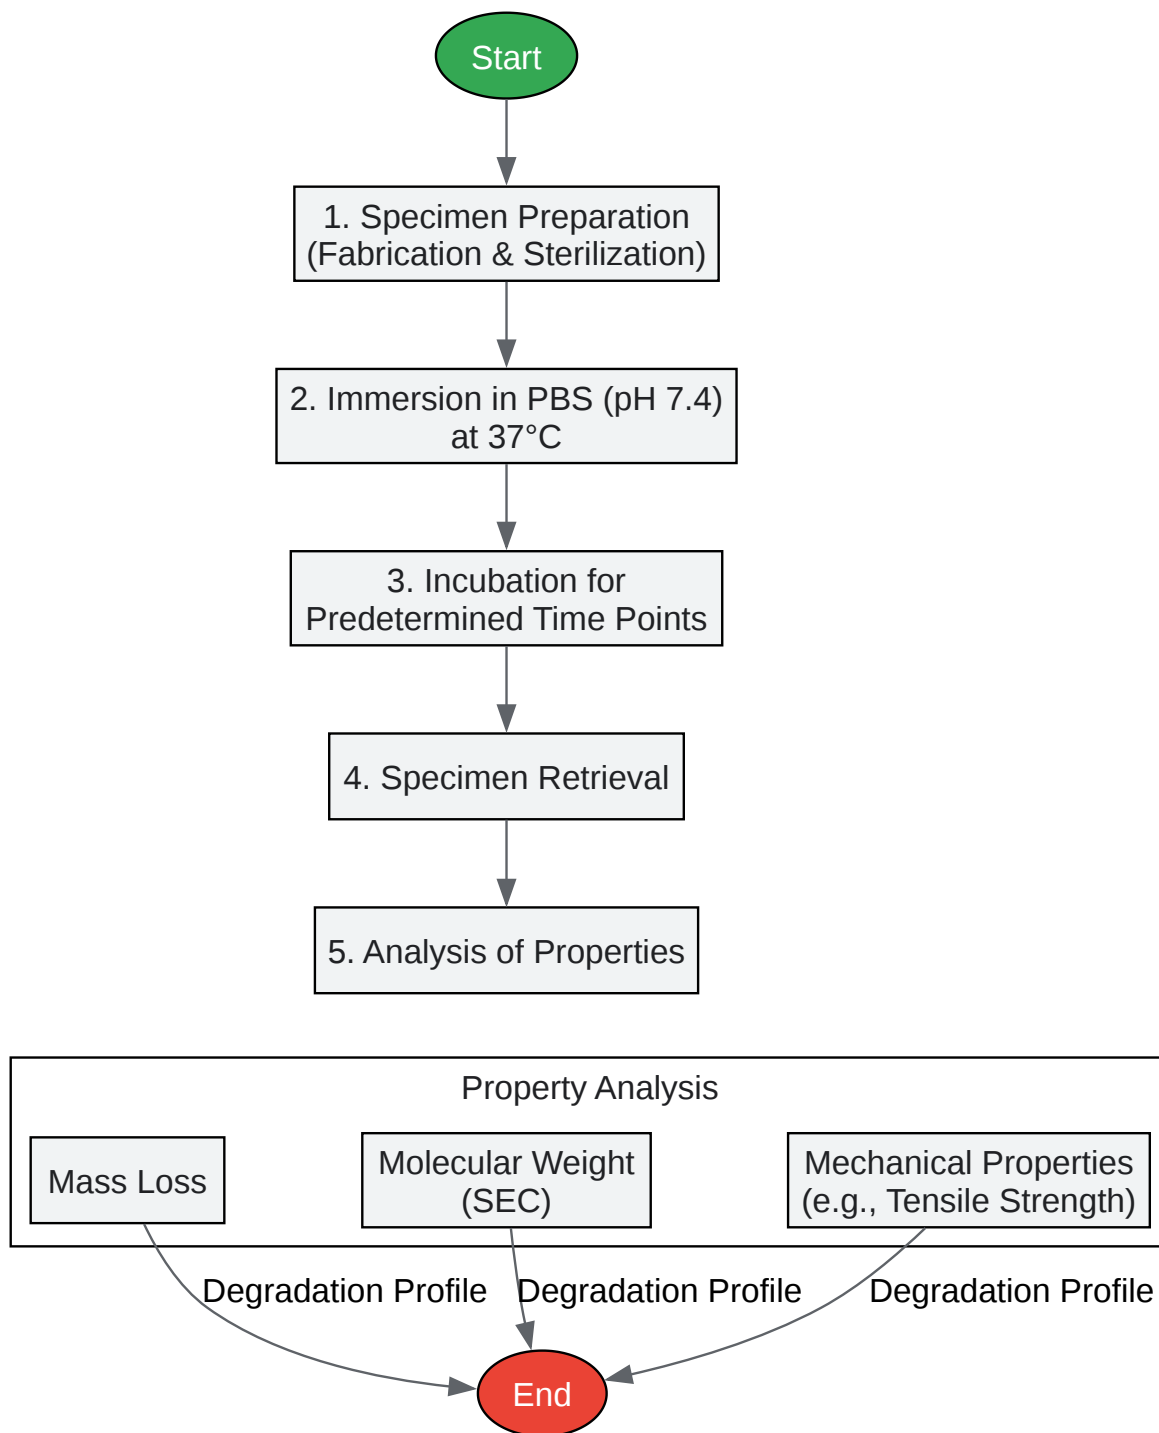 Start
1. Specimen Preparation
(Fabrication & Sterilization)
2. Immersion in PBS (pH 7.4)
at 37°C
3. Incubation for
Predetermined Time Points
4. Specimen Retrieval
5. Analysis of Properties
Property Analysis
Mass Loss
Molecular Weight
(SEC)
Mechanical Properties
(e.g., Tensile Strength)
Degradation Profile
Degradation Profile
Degradation Profile
End